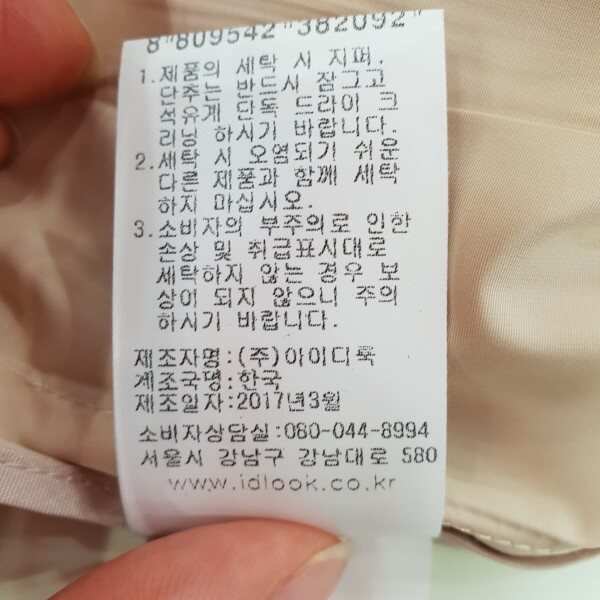 8 "809542 "382092"
1.제품의 세탁 시 지퍼.
단추는 반드시 잠그고
석유계 단독 드라이 크
리닝 하시기 바랍니다.
2.세탁 시 오염되기 쉬운
다른 제품과 함께 세탁
하지 마십시오.
3.소비자의 부주의로 인한
손상 및 취급표시대로
세탁하지 않는 경우 보
상이 되지 않으니 주의
하시기 바랍니다.
제조자명:(주)아이디룩
제조국명:한국
제조일자:2017년3월
소비자상담실:080-044-8994
서울시 강남구 강남대로 580
www.idlook.co.kr